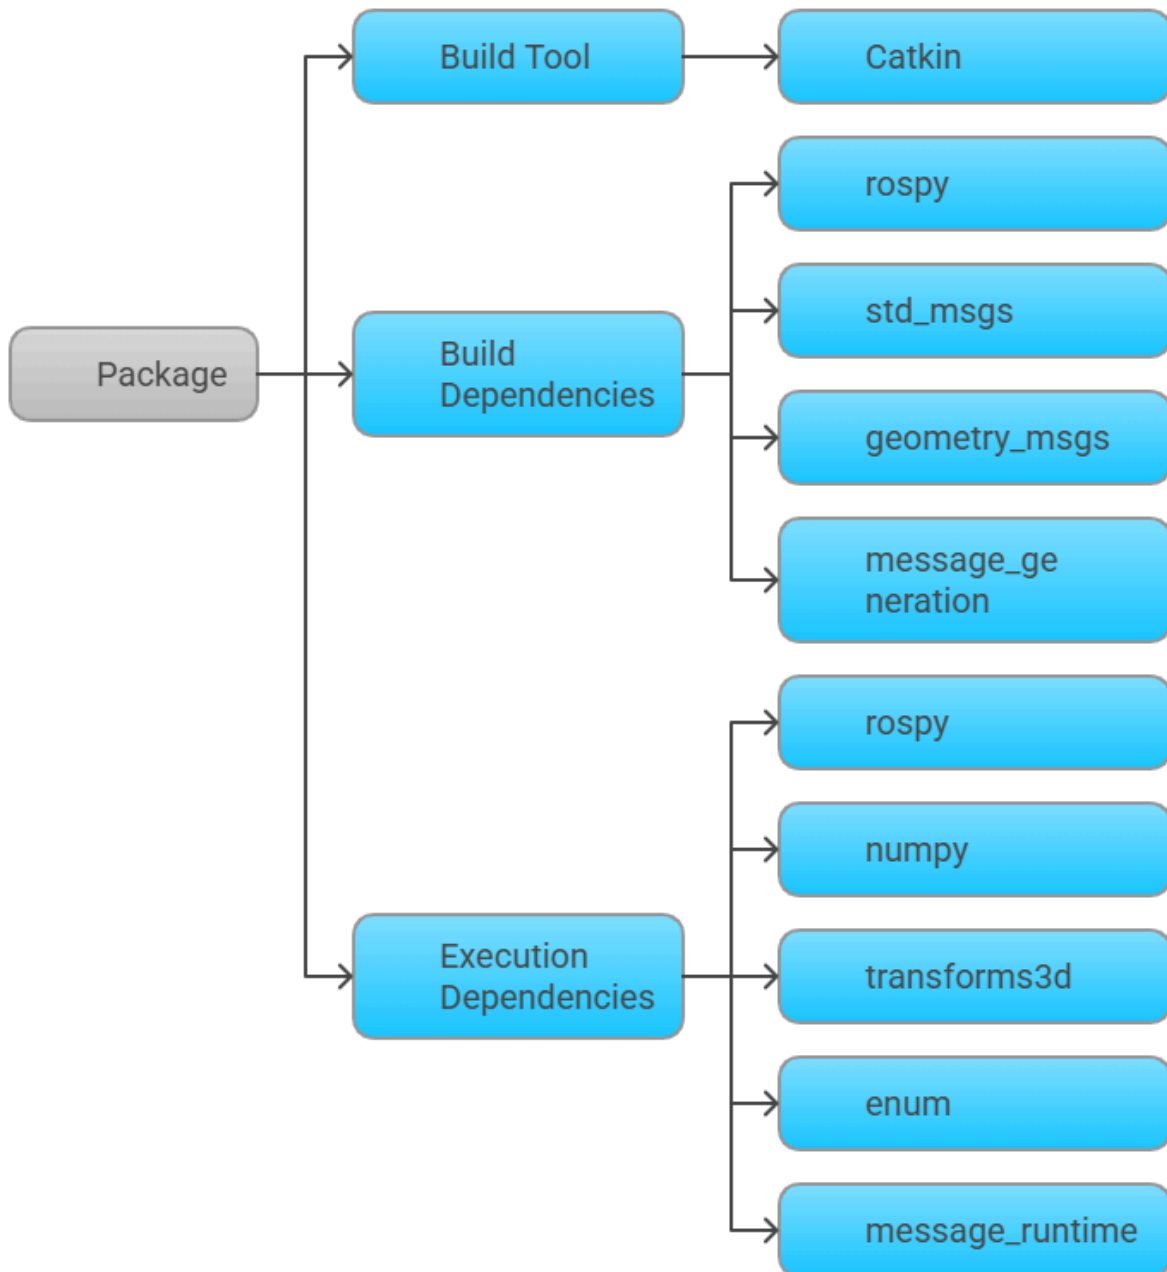 Build Tool
Catkin
rospy
std_msgs
Package
Build
Dependencies
geometry_msgs
message_ge
neration
rospy
numpy
Execution
Dependencies
transforms3d
enum
message_runtime